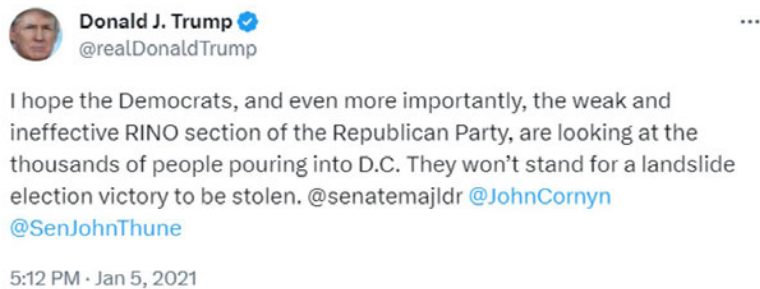 Donald J. Trump
@realDonaldTrump
I hope the Democrats, and even more importantly, the weak and
ineffective RINO section of the Republican Party, are looking at the
thousands of people pouring into D.C. They won’t stand for a landslide
election victory to be stolen. @senatemajldr @JohnCornyn
@SenJohnThune
5:12 PM · Jan 5, 2021